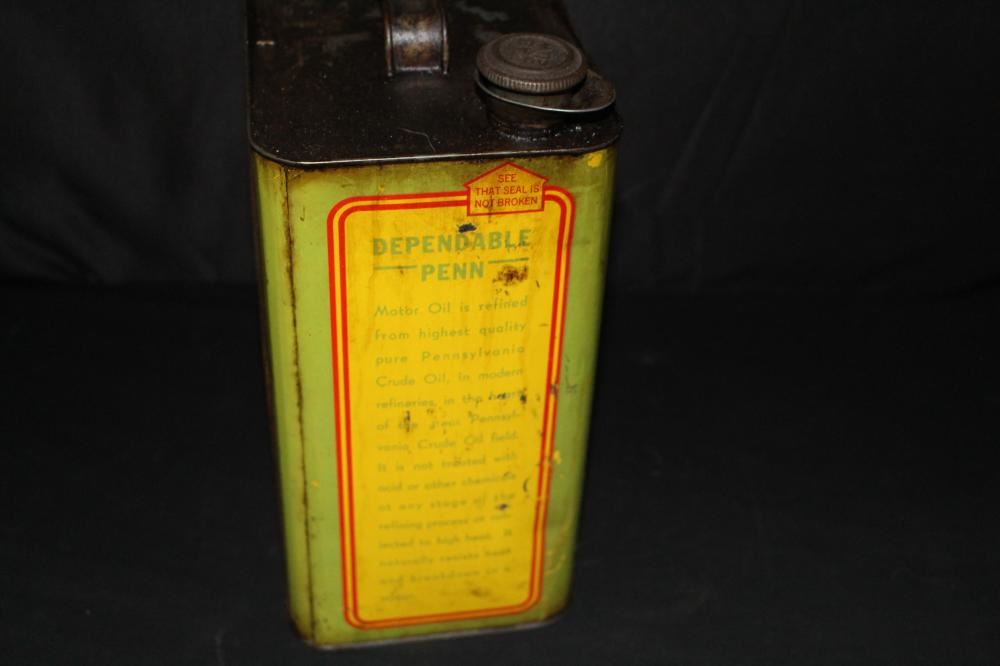 SEE
THAT SEAL IS
NOT BROKEN
DEPENDABLE
PENN
Motor Oil is refined
from highest quality
pure Pennsylvania
Crude Oil, in modern
refineries, in the heart
of the Pennsyl-
vania Crude Oil field.
It is not treated with
acid or other chemicals
at any stage of the
refining process or sub-
jected to high heat. It
naturally resists heat
and breakdown in a